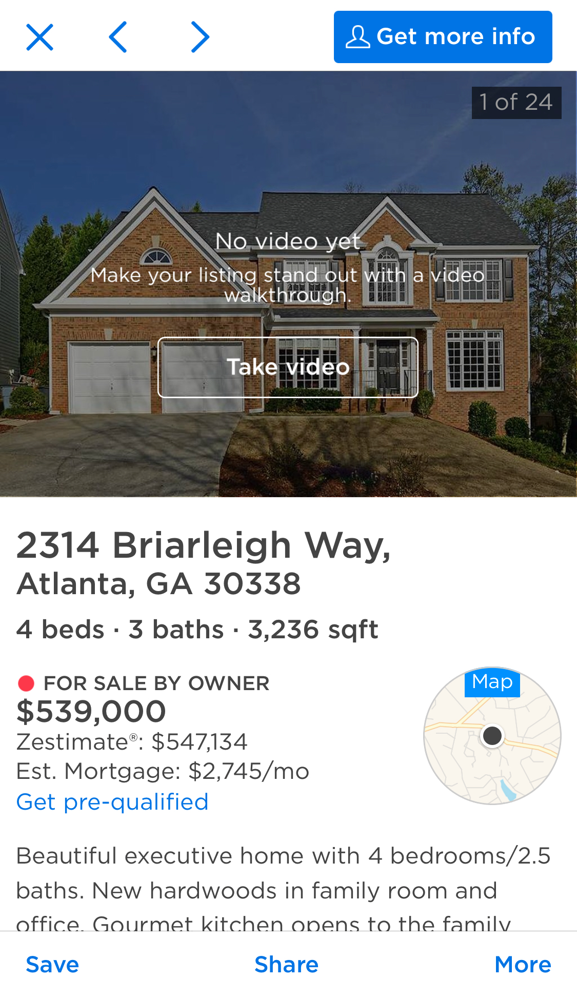 Get more info
1 of 24
No video yet
Make your listing stand out with a video
walkthrough.
Take video
2314 Briarleigh Way,
Atlanta, GA 30338
4 beds · 3 baths · 3,236 sqft
FOR SALE BY OWNER
$539,000
Zestimate®: $547,134
Est. Mortgage: $2,745/mo
Get pre-qualified
Map
Beautiful executive home with 4 bedrooms/2.5
baths. New hardwoods in family room and
office. Gourmet kitchen opens to the family
Save
Share
More